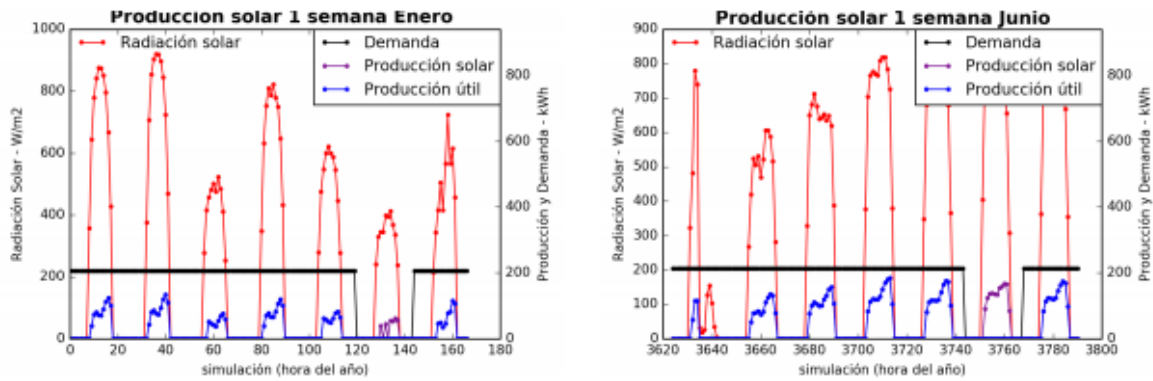 Producción solar 1 semana Enero
1000
800
600
400
200
0
Radiación Solar - W/m2
Radiación solar
Demanda
Producción solar
Producción útil
800
600
400
200
0
Producción y Demanda - kWh
0 20 40 60 80 100 120 140 160 180
simulación (hora del año)
Producción solar 1 semana Junio
900
800
700
600
500
400
300
200
100
0
Radiación Solar - W/m2
Radiación solar
Demanda
Producción solar
Producción útil
800
600
400
200
0
Producción y Demanda - kWh
3620 3640 3660 3680 3700 3720 3740 3760 3780 3800
simulación (hora del año)